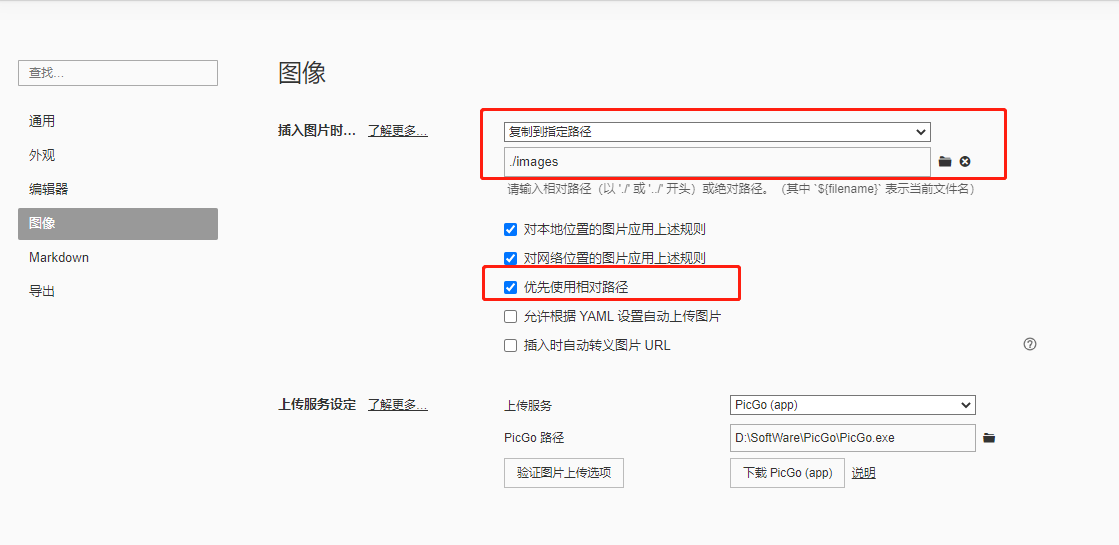 查找...
通用
外观
编辑器
图像
Markdown
导出
图像
插入图片时... 了解更多...
复制到指定路径
./images
请输入相对路径（以 './' 或 '../' 开头）或绝对路径。（其中 `${filename}` 表示当前文件名）
对本地位置的图片应用上述规则
对网络位置的图片应用上述规则
优先使用相对路径
允许根据 YAML 设置自动上传图片
插入时自动转义图片 URL
上传服务设定 了解更多...
上传服务 PicGo (app)
PicGo 路径 D:\SoftWare\PicGo\PicGo.exe
验证图片上传选项 下载 PicGo (app) 说明